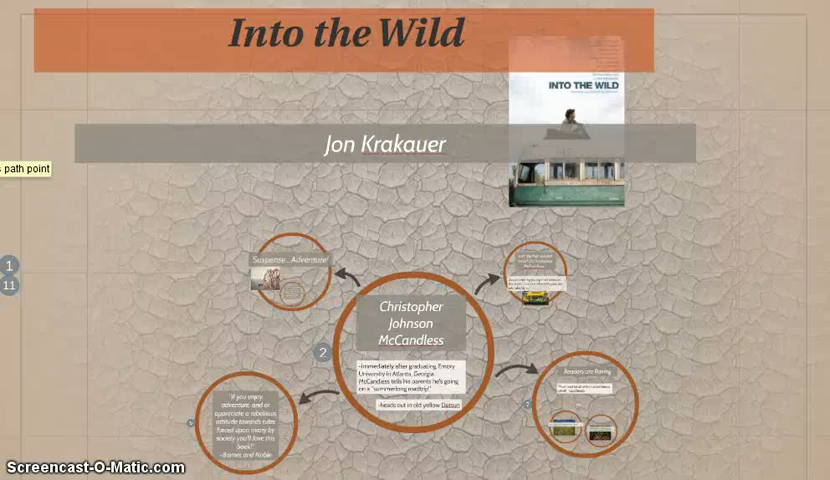 Into the Wild
INTO THE WILD
Jon Krakauer
s path point
1
11
Suspense...Adventure!
Christopher
Johnson
McCandless
2
-Immediately after graduating Emory
University in Atlanta, Georgia
McCandless tells his parents he's going
on a "summerlong roadtrip"
-heads out in old yellow Datsun
Readers are Raving
"If you enjoy
adventure, and or
appreciate a rebelious
attitude towards rules
forced upon many by
society you'll love this
book!"
-Barnes and Noble
Screencast-O-Matic.com